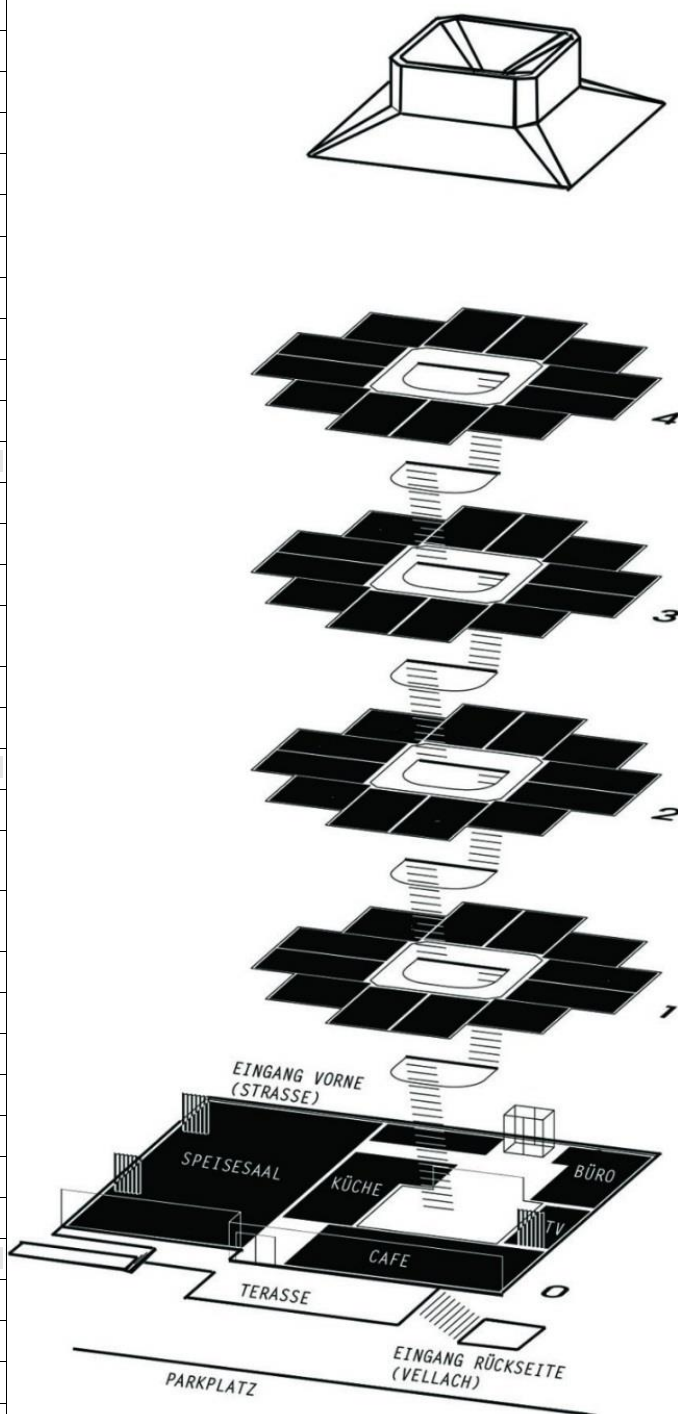 4
3
2
1
EINGANG VORNE
(STRASSE)
SPEISESAAL
KÜCHE
BÜRO
TV
CAFE
0
TERASSE
EINGANG RÜCKSEITE
(VELLACH)
PARKPLATZ